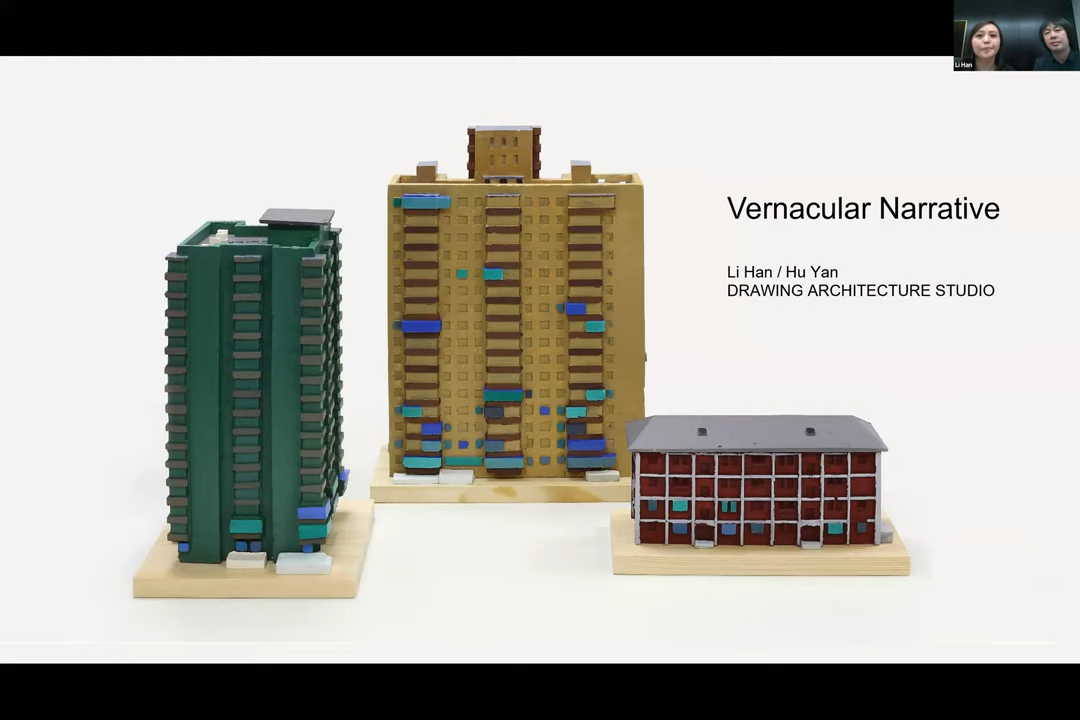 Li Han
Vernacular Narrative
Li Han / Hu Yan
DRAWING ARCHITECTURE STUDIO